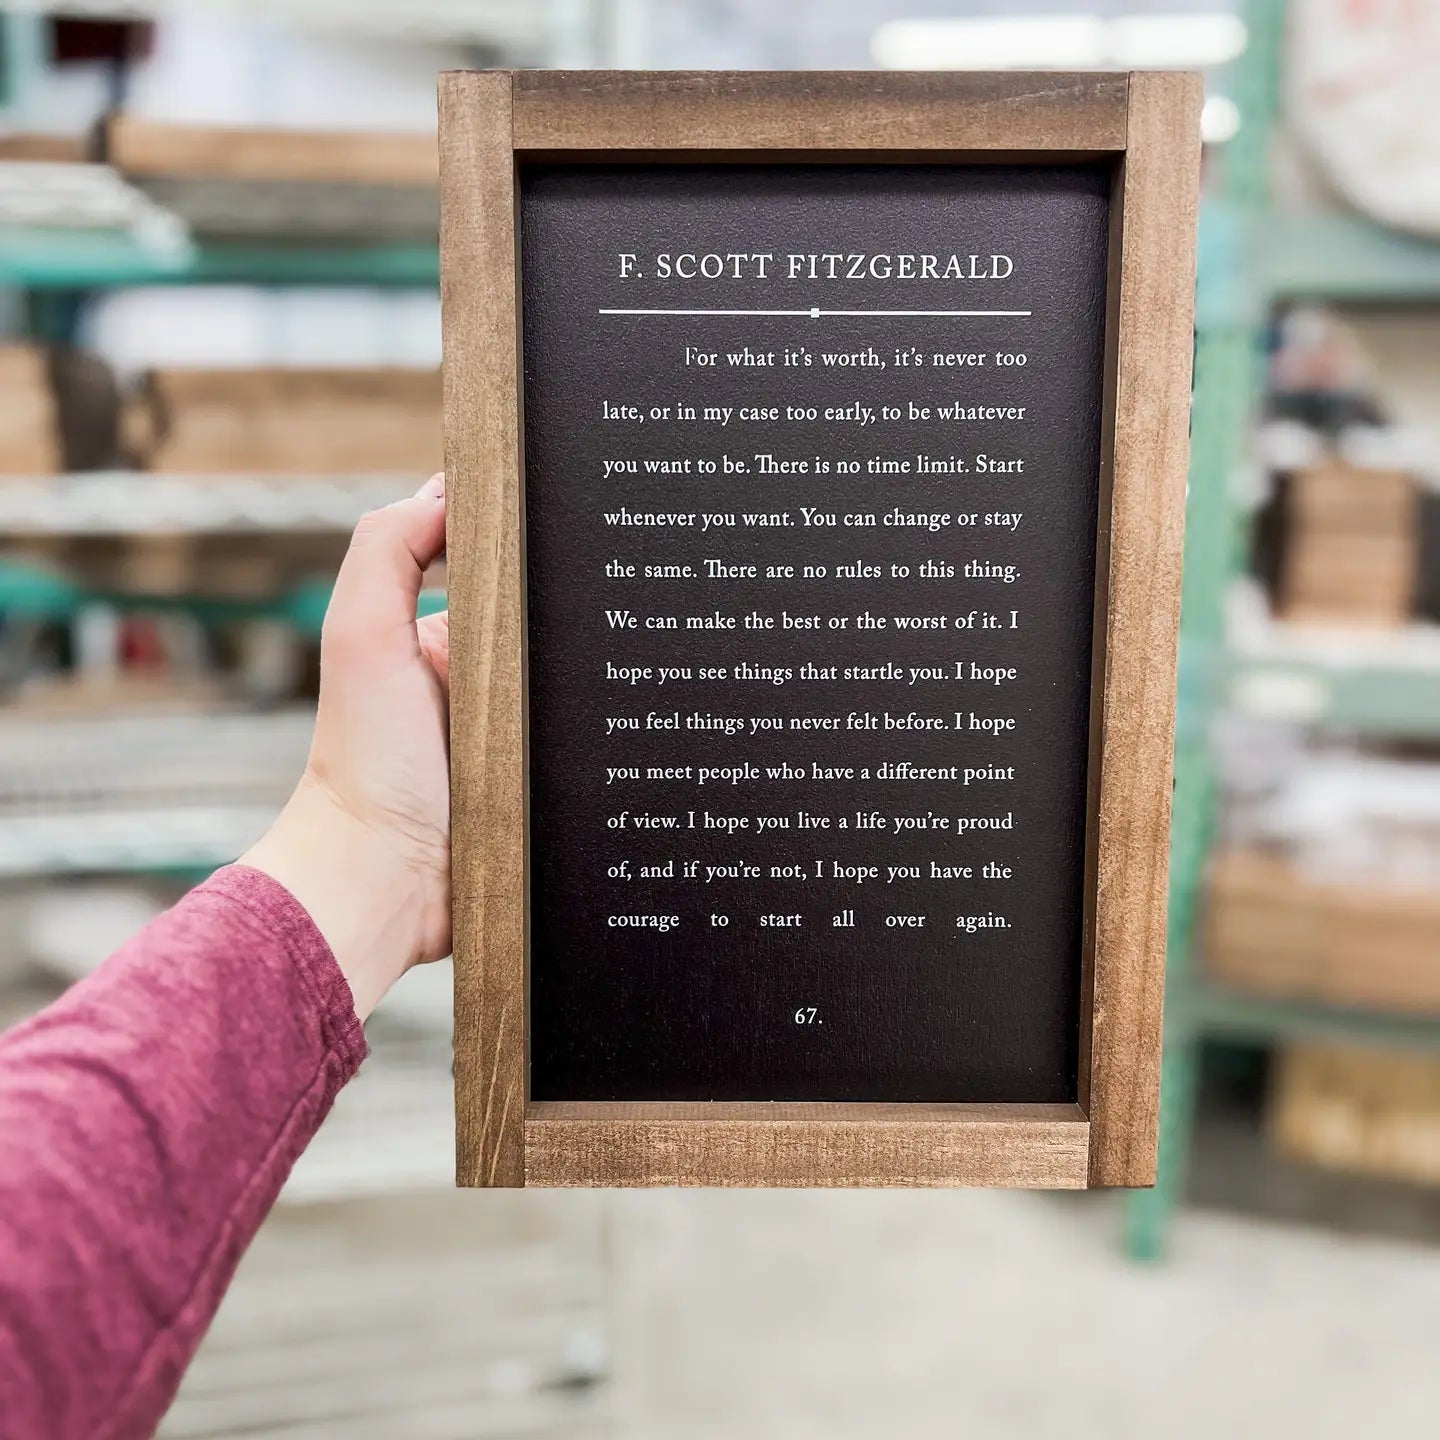 F. SCOTT FITZGERALD
For what it's worth, it's never too
late, or in my case too early, to be whatever
you want to be. There is no time limit. Start
whenever you want. You can change or stay
the same. There are no rules to this thing.
We can make the best or the worst of it. I
hope you see things that startle you. I hope
you feel things you never felt before. I hope
you meet people who have a different point
of view. I hope you live a life you're proud
of, and if you're not, I hope you have the
courage to start all over again.
67.